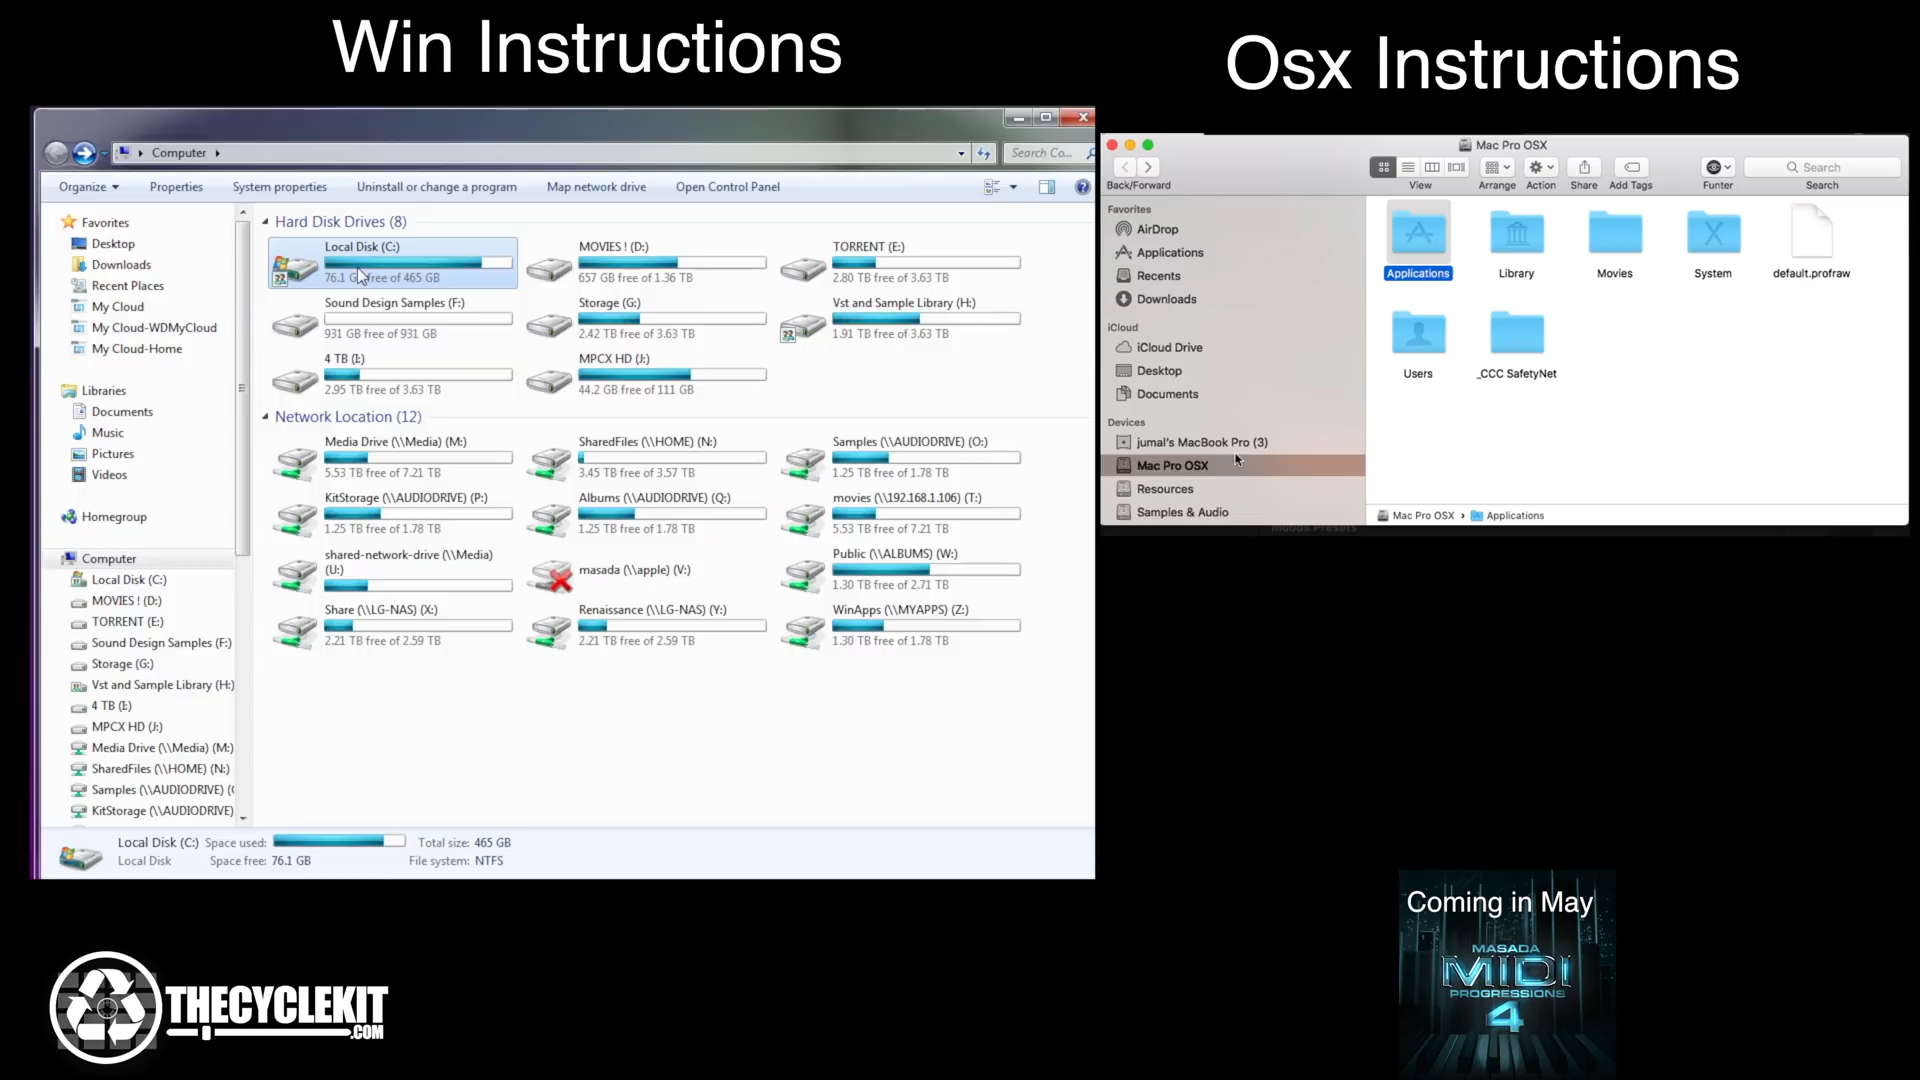 Win Instructions
Osx Instructions
Computer
Search Co...
Organize
Properties
System properties
Uninstall or change a program
Map network drive
Open Control Panel
Favorites
Desktop
Downloads
Recent Places
My Cloud
My Cloud-WDMyCloud
My Cloud-Home
Libraries
Documents
Music
Pictures
Videos
Homegroup
Computer
Local Disk (C:)
MOVIES ! (D:)
TORRENT (E:)
Sound Design Samples (F:)
Storage (G:)
Vst and Sample Library (H:)
4 TB (I:)
MPCX HD (J:)
Media Drive (\\Media) (M:)
SharedFiles (\\HOME) (N:)
Samples (\\AUDIODRIVE) (
KitStorage (\\AUDIODRIVE)
Hard Disk Drives (8)
Local Disk (C:)
76.1 G free of 465 GB
MOVIES ! (D:)
657 GB free of 1.36 TB
TORRENT (E:)
2.80 TB free of 3.63 TB
Sound Design Samples (F:)
931 GB free of 931 GB
Storage (G:)
2.42 TB free of 3.63 TB
Vst and Sample Library (H:)
1.91 TB free of 3.63 TB
4 TB (I:)
2.95 TB free of 3.63 TB
MPCX HD (J:)
44.2 GB free of 111 GB
Network Location (12)
Media Drive (\\Media) (M:)
5.53 TB free of 7.21 TB
SharedFiles (\\HOME) (N:)
3.45 TB free of 3.57 TB
Samples (\\AUDIODRIVE) (O:)
1.25 TB free of 1.78 TB
KitStorage (\\AUDIODRIVE) (P:)
1.25 TB free of 1.78 TB
Albums (\\AUDIODRIVE) (Q:)
1.25 TB free of 1.78 TB
movies (\\192.168.1.106) (T:)
5.53 TB free of 7.21 TB
shared-network-drive (\\Media)
(U:)
masada (\\apple) (V:)
Public (\\ALBUMS) (W:)
1.30 TB free of 2.71 TB
Share (\\LG-NAS) (X:)
2.21 TB free of 2.59 TB
Renaissance (\\LG-NAS) (Y:)
2.21 TB free of 2.59 TB
WinApps (\\MYAPPS) (Z:)
1.30 TB free of 1.78 TB
Local Disk (C:) Space used: Total size: 465 GB
Local Disk Space free: 76.1 GB File system: NTFS
Mac Pro OSX
Search
Back/Forward
View
Arrange
Action
Share
Add Tags
Funter
Search
Favorites
AirDrop
Applications
Recents
Downloads
iCloud
iCloud Drive
Desktop
Documents
Devices
jumal's MacBook Pro (3)
Mac Pro OSX
Resources
Samples & Audio
Applications
Library
Movies
System
default.profraw
Users
_CCC SafetyNet
Mac Pro OSX › Applications
Moods Presets
Coming in May
MASADA
MIDI
PROGRESSIONS
4
THECYCLEKIT
.COM